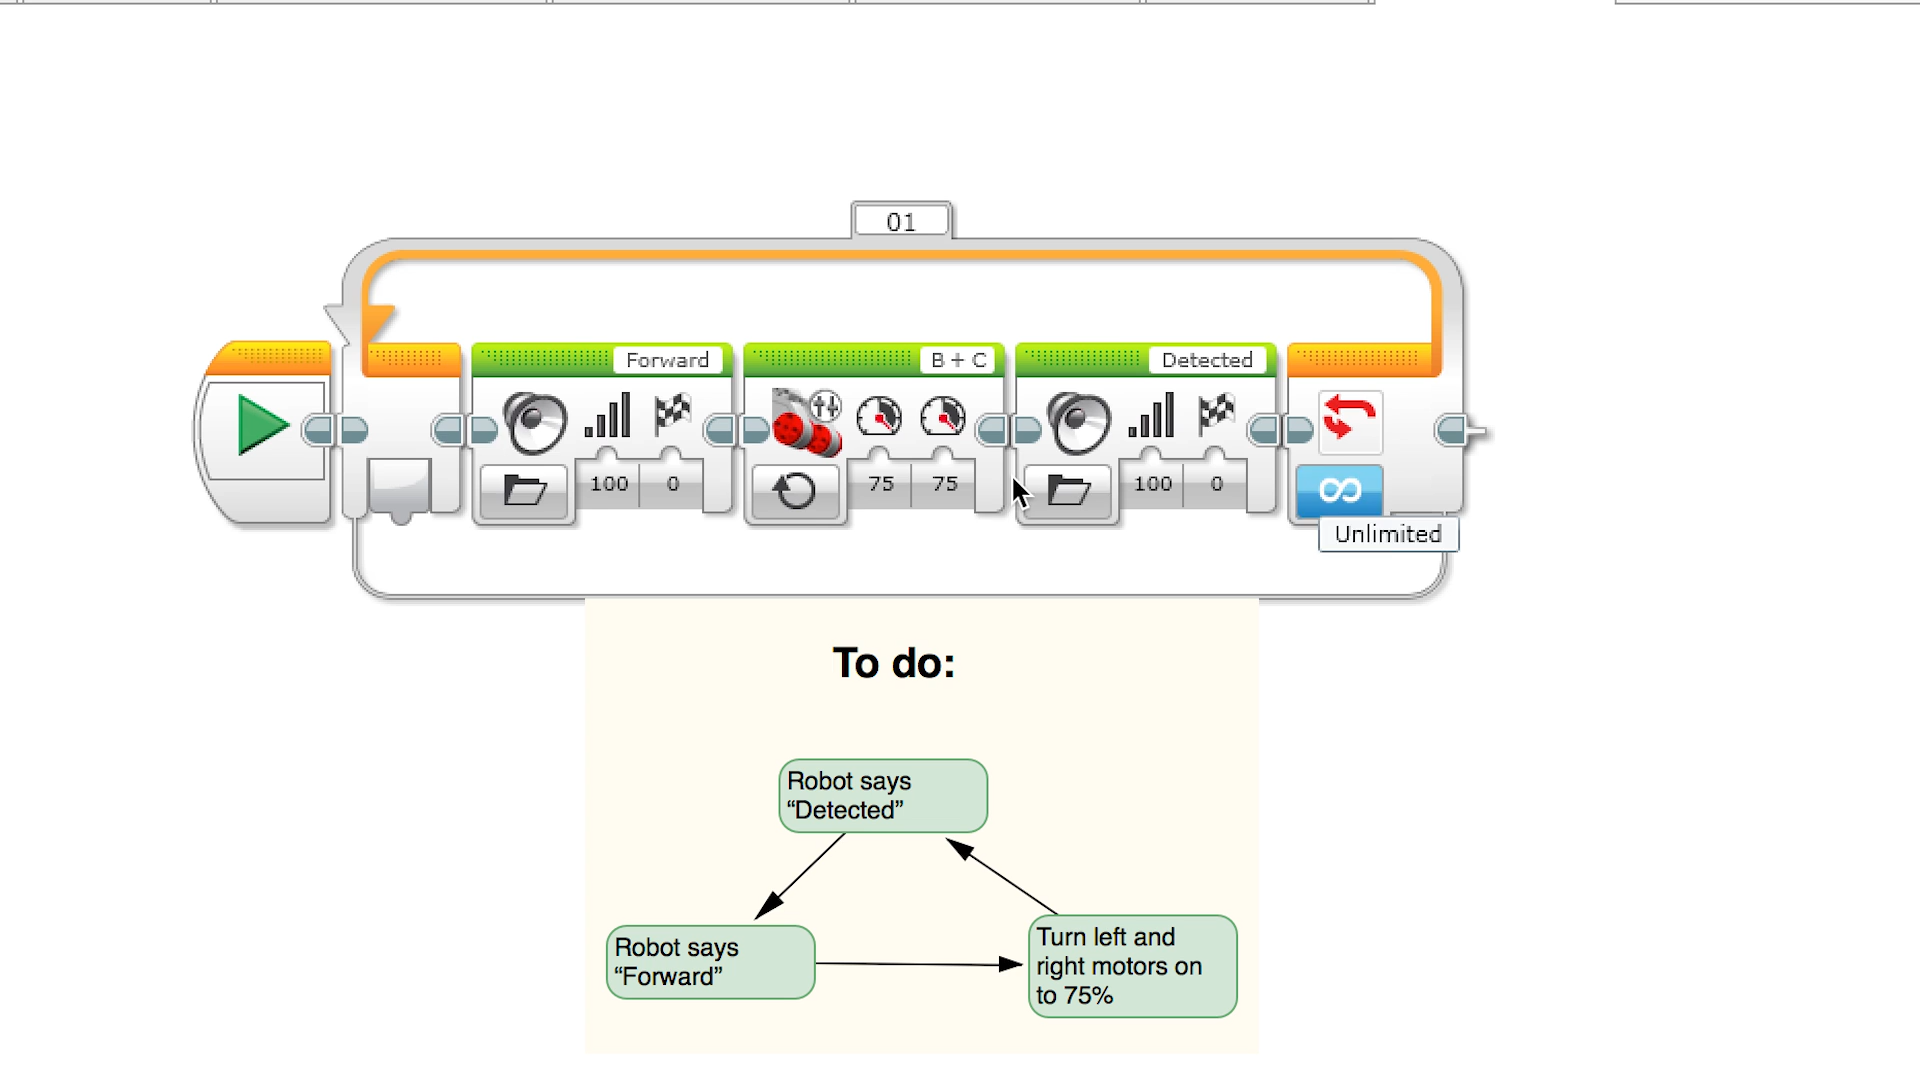 01
Forward
B + C
Detected
100 0
75 75
100 0
Unlimited
To do:
Robot says
“Detected”
Robot says
“Forward”
Turn left and
right motors on
to 75%